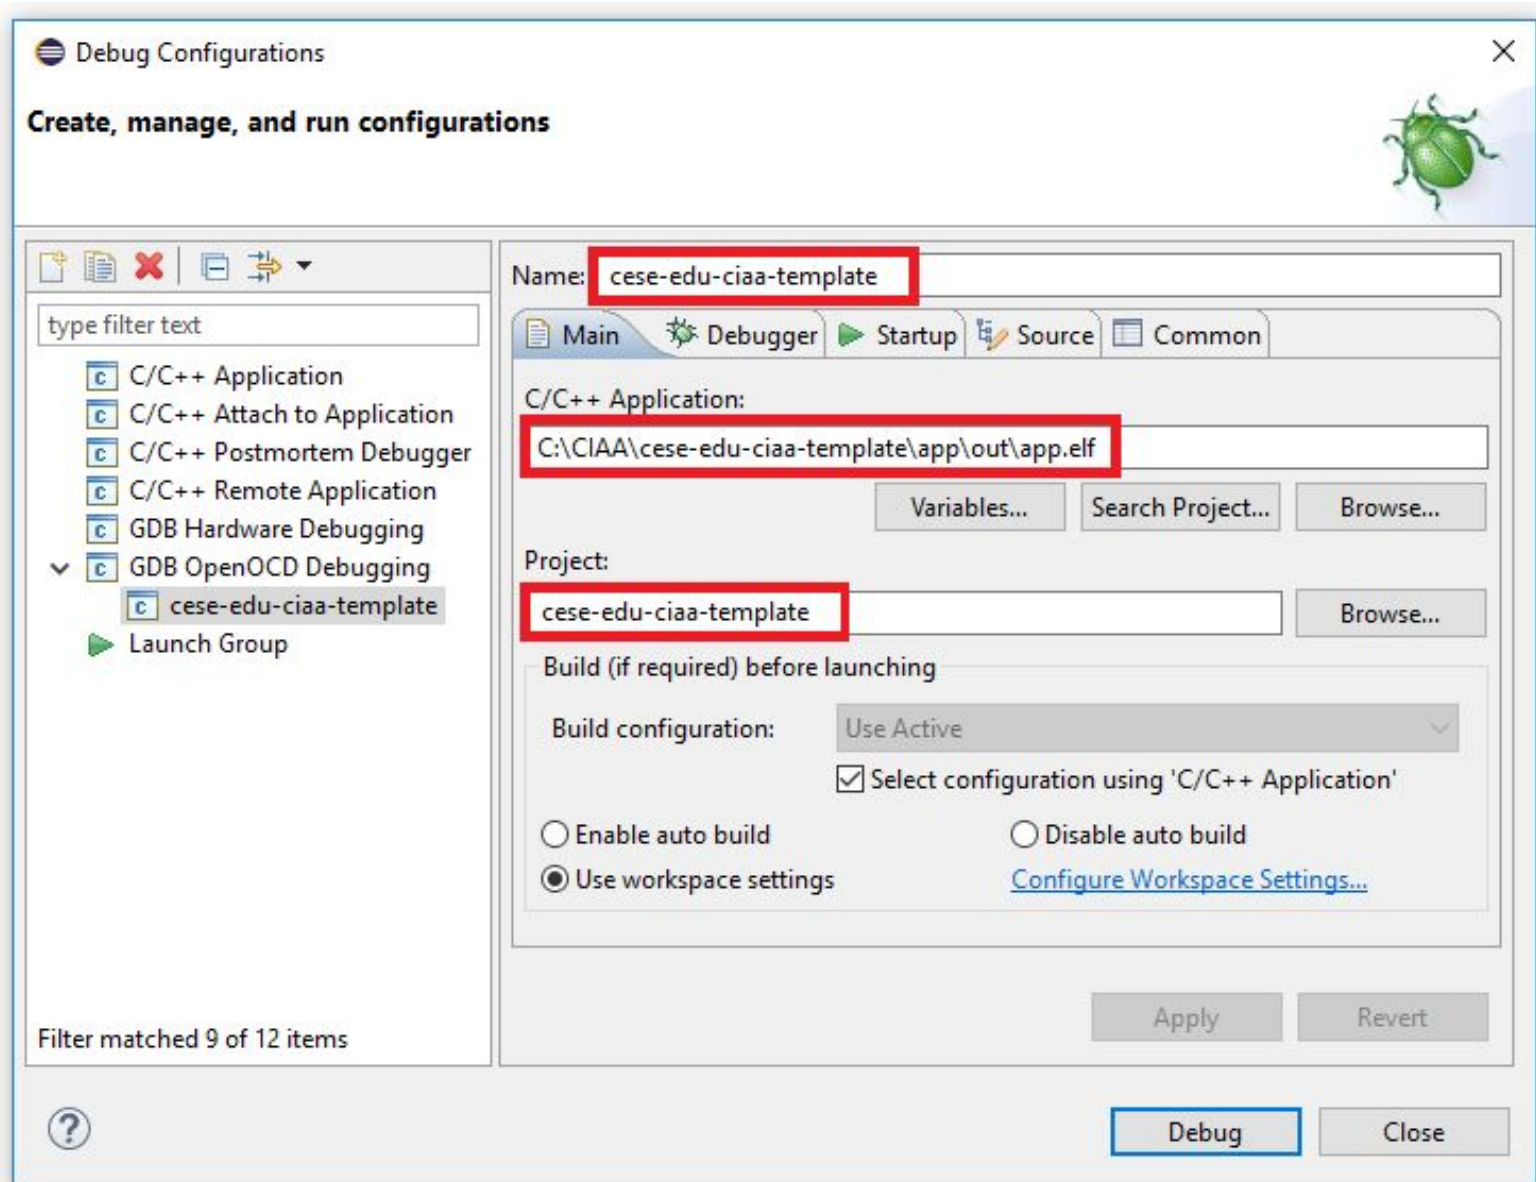 Debug Configurations
Create, manage, and run configurations
type filter text
C/C++ Application
C/C++ Attach to Application
C/C++ Postmortem Debugger
C/C++ Remote Application
GDB Hardware Debugging
GDB OpenOCD Debugging
cese-edu-ciaa-template
Launch Group
Filter matched 9 of 12 items
Name: cese-edu-ciaa-template
Main Debugger Startup Source Common
C/C++ Application:
C:\CIAA\cese-edu-ciaa-template\app\out\app.elf
Variables... Search Project... Browse...
Project:
cese-edu-ciaa-template Browse...
Build (if required) before launching
Build configuration: Use Active
Select configuration using 'C/C++ Application'
Enable auto build Disable auto build
Use workspace settings Configure Workspace Settings...
Apply Revert
Debug Close